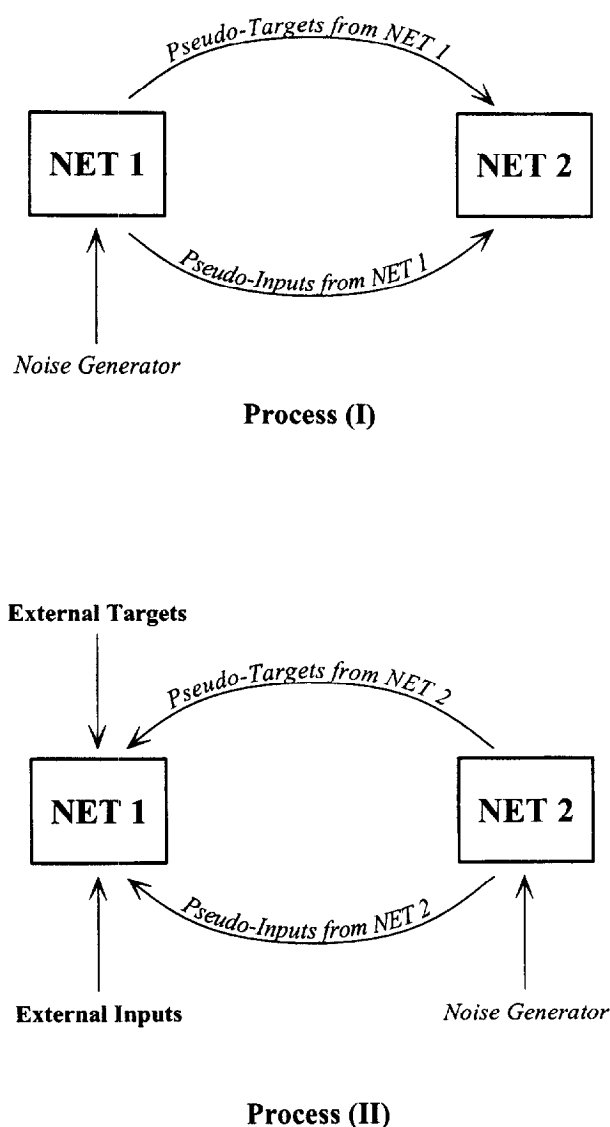 Pseudo-Targets from NET 1
NET 1
NET 2
Pseudo-Inputs from NET 1
Noise Generator
Process (I)
External Targets
Pseudo-Targets from NET 2
NET 1
NET 2
Pseudo-Inputs from NET 2
External Inputs
Noise Generator
Process (II)